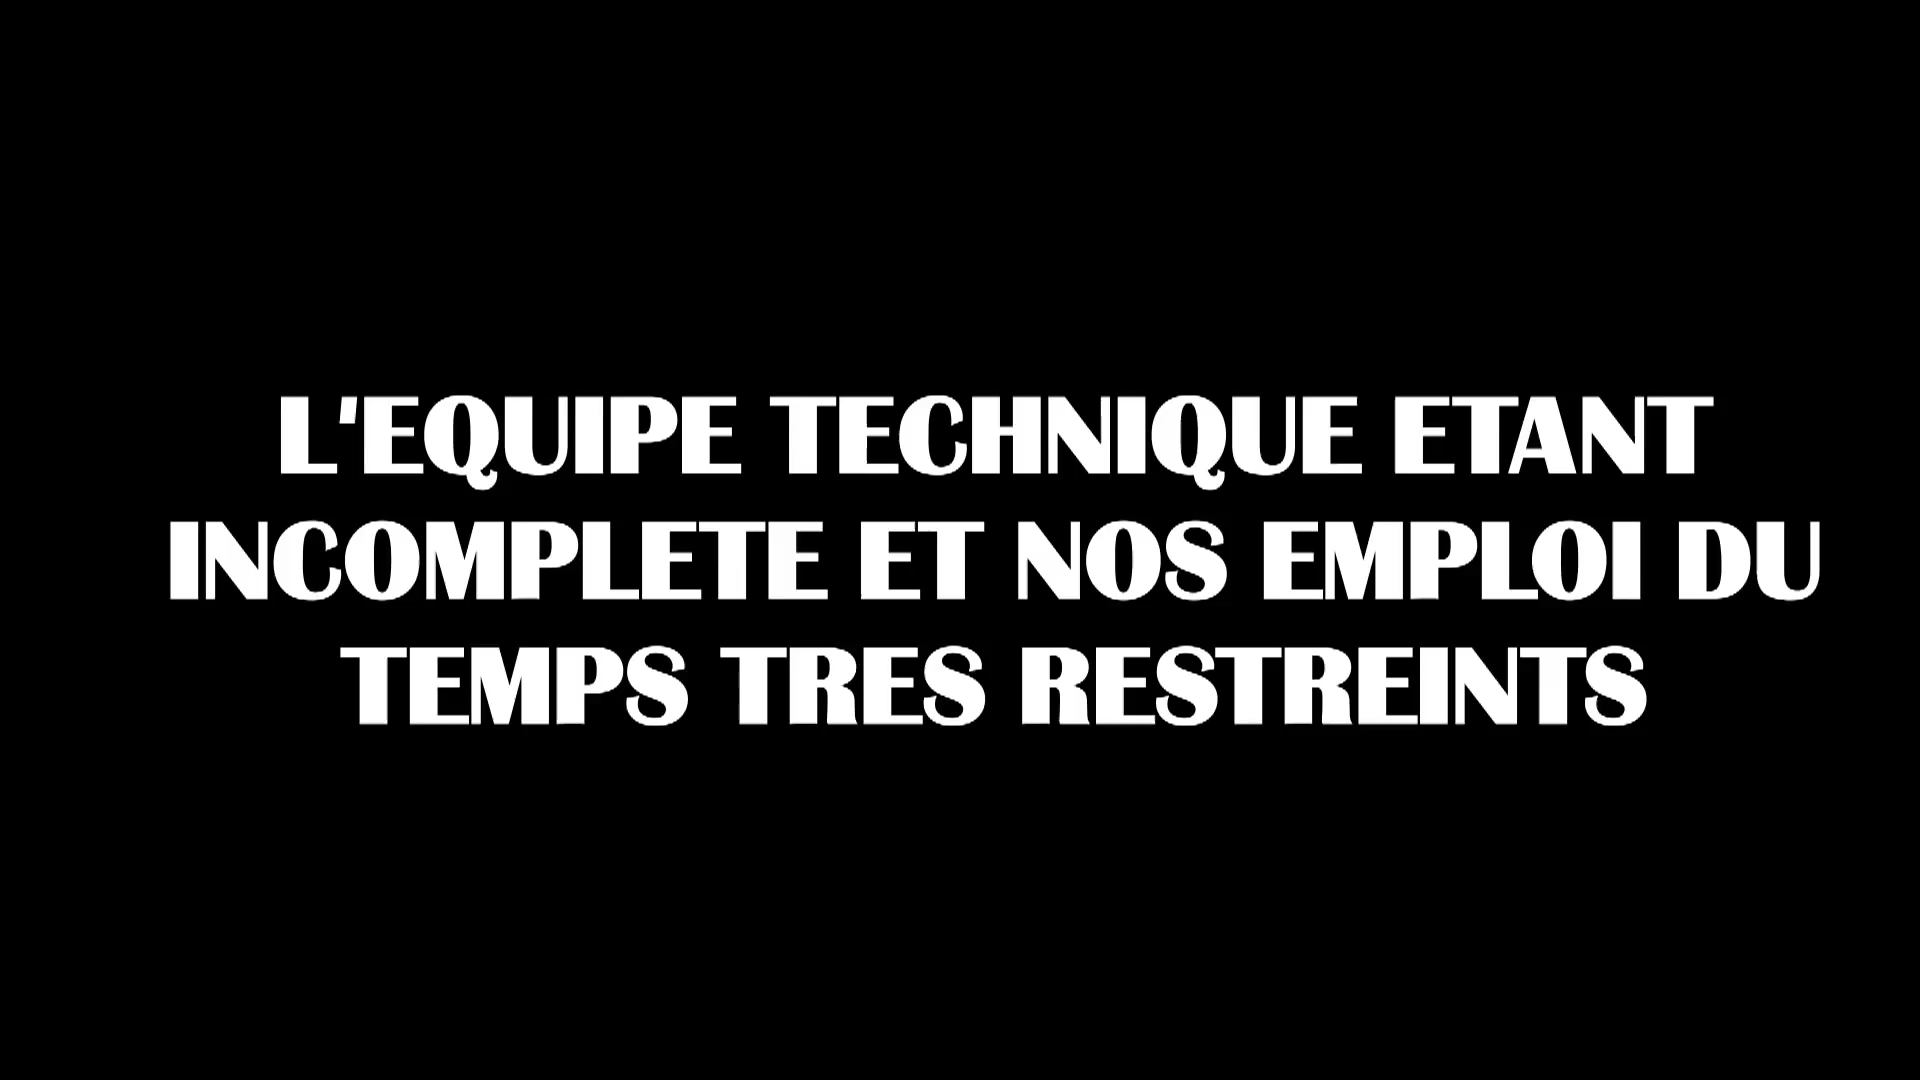 L'EQUIPE TECHNIQUE ETANT
INCOMPLETE ET NOS EMPLOI DU
TEMPS TRES RESTREINTS